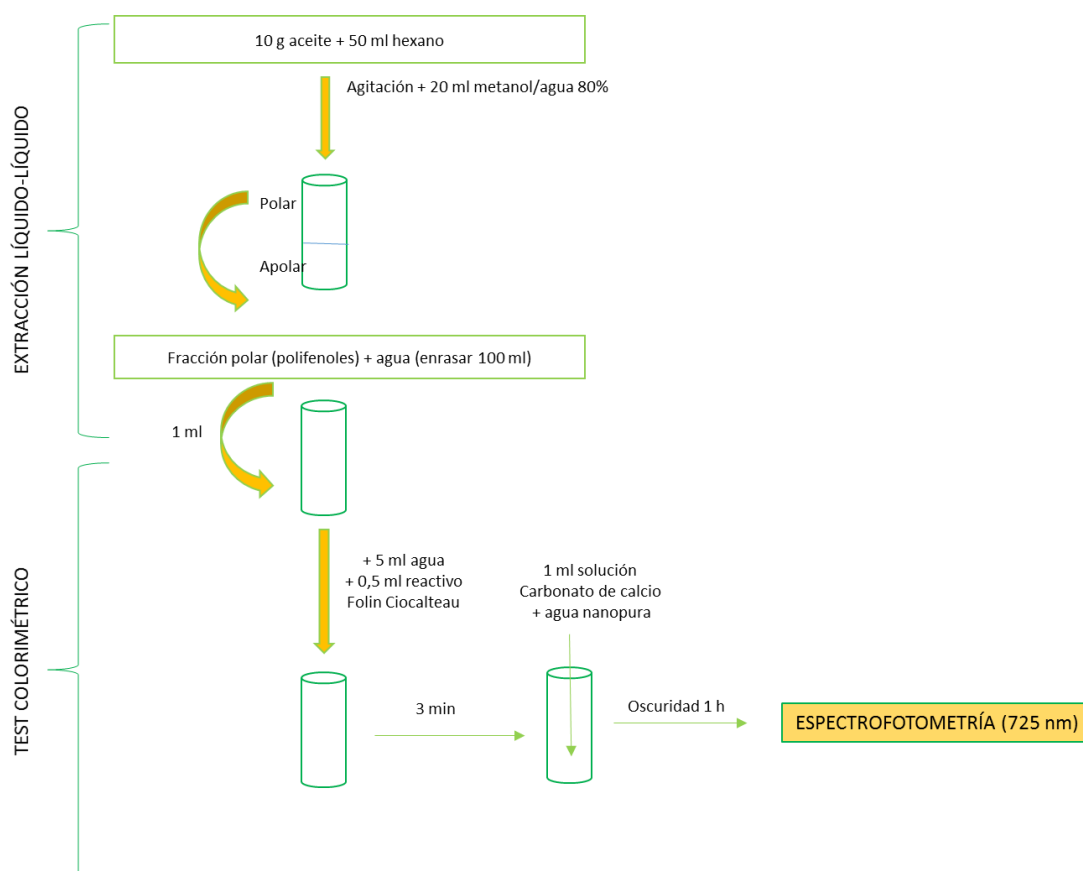 10 g aceite + 50 ml hexano
Agitación + 20 ml metanol/agua 80%
EXTRACCIÓN LÍQUIDO-LÍQUIDO
Polar
Apolar
Fracción polar (polifenoles) + agua (enrasar 100 ml)
1 ml
TEST COLORIMÉTRICO
+ 5 ml agua
+ 0,5 ml reactivo
Folin Ciocalteau
1 ml solución
Carbonato de calcio
+ agua nanopura
3 min
Oscuridad 1 h
ESPECTROFOTOMETRÍA (725 nm)